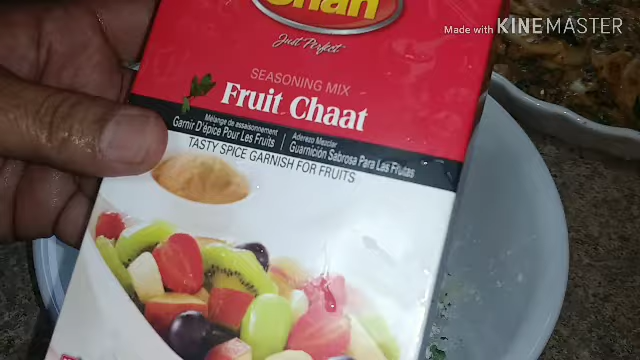 Shan
Just Perfect
Made with KINEMASTER
SEASONING MIX
Fruit Chaat
Mélange de assaisonnement
Garnir D'épice Pour Les Fruits
Aderezo Mezclar
Guarnición Sabrosa Para Las Frutas
TASTY SPICE GARNISH FOR FRUITS